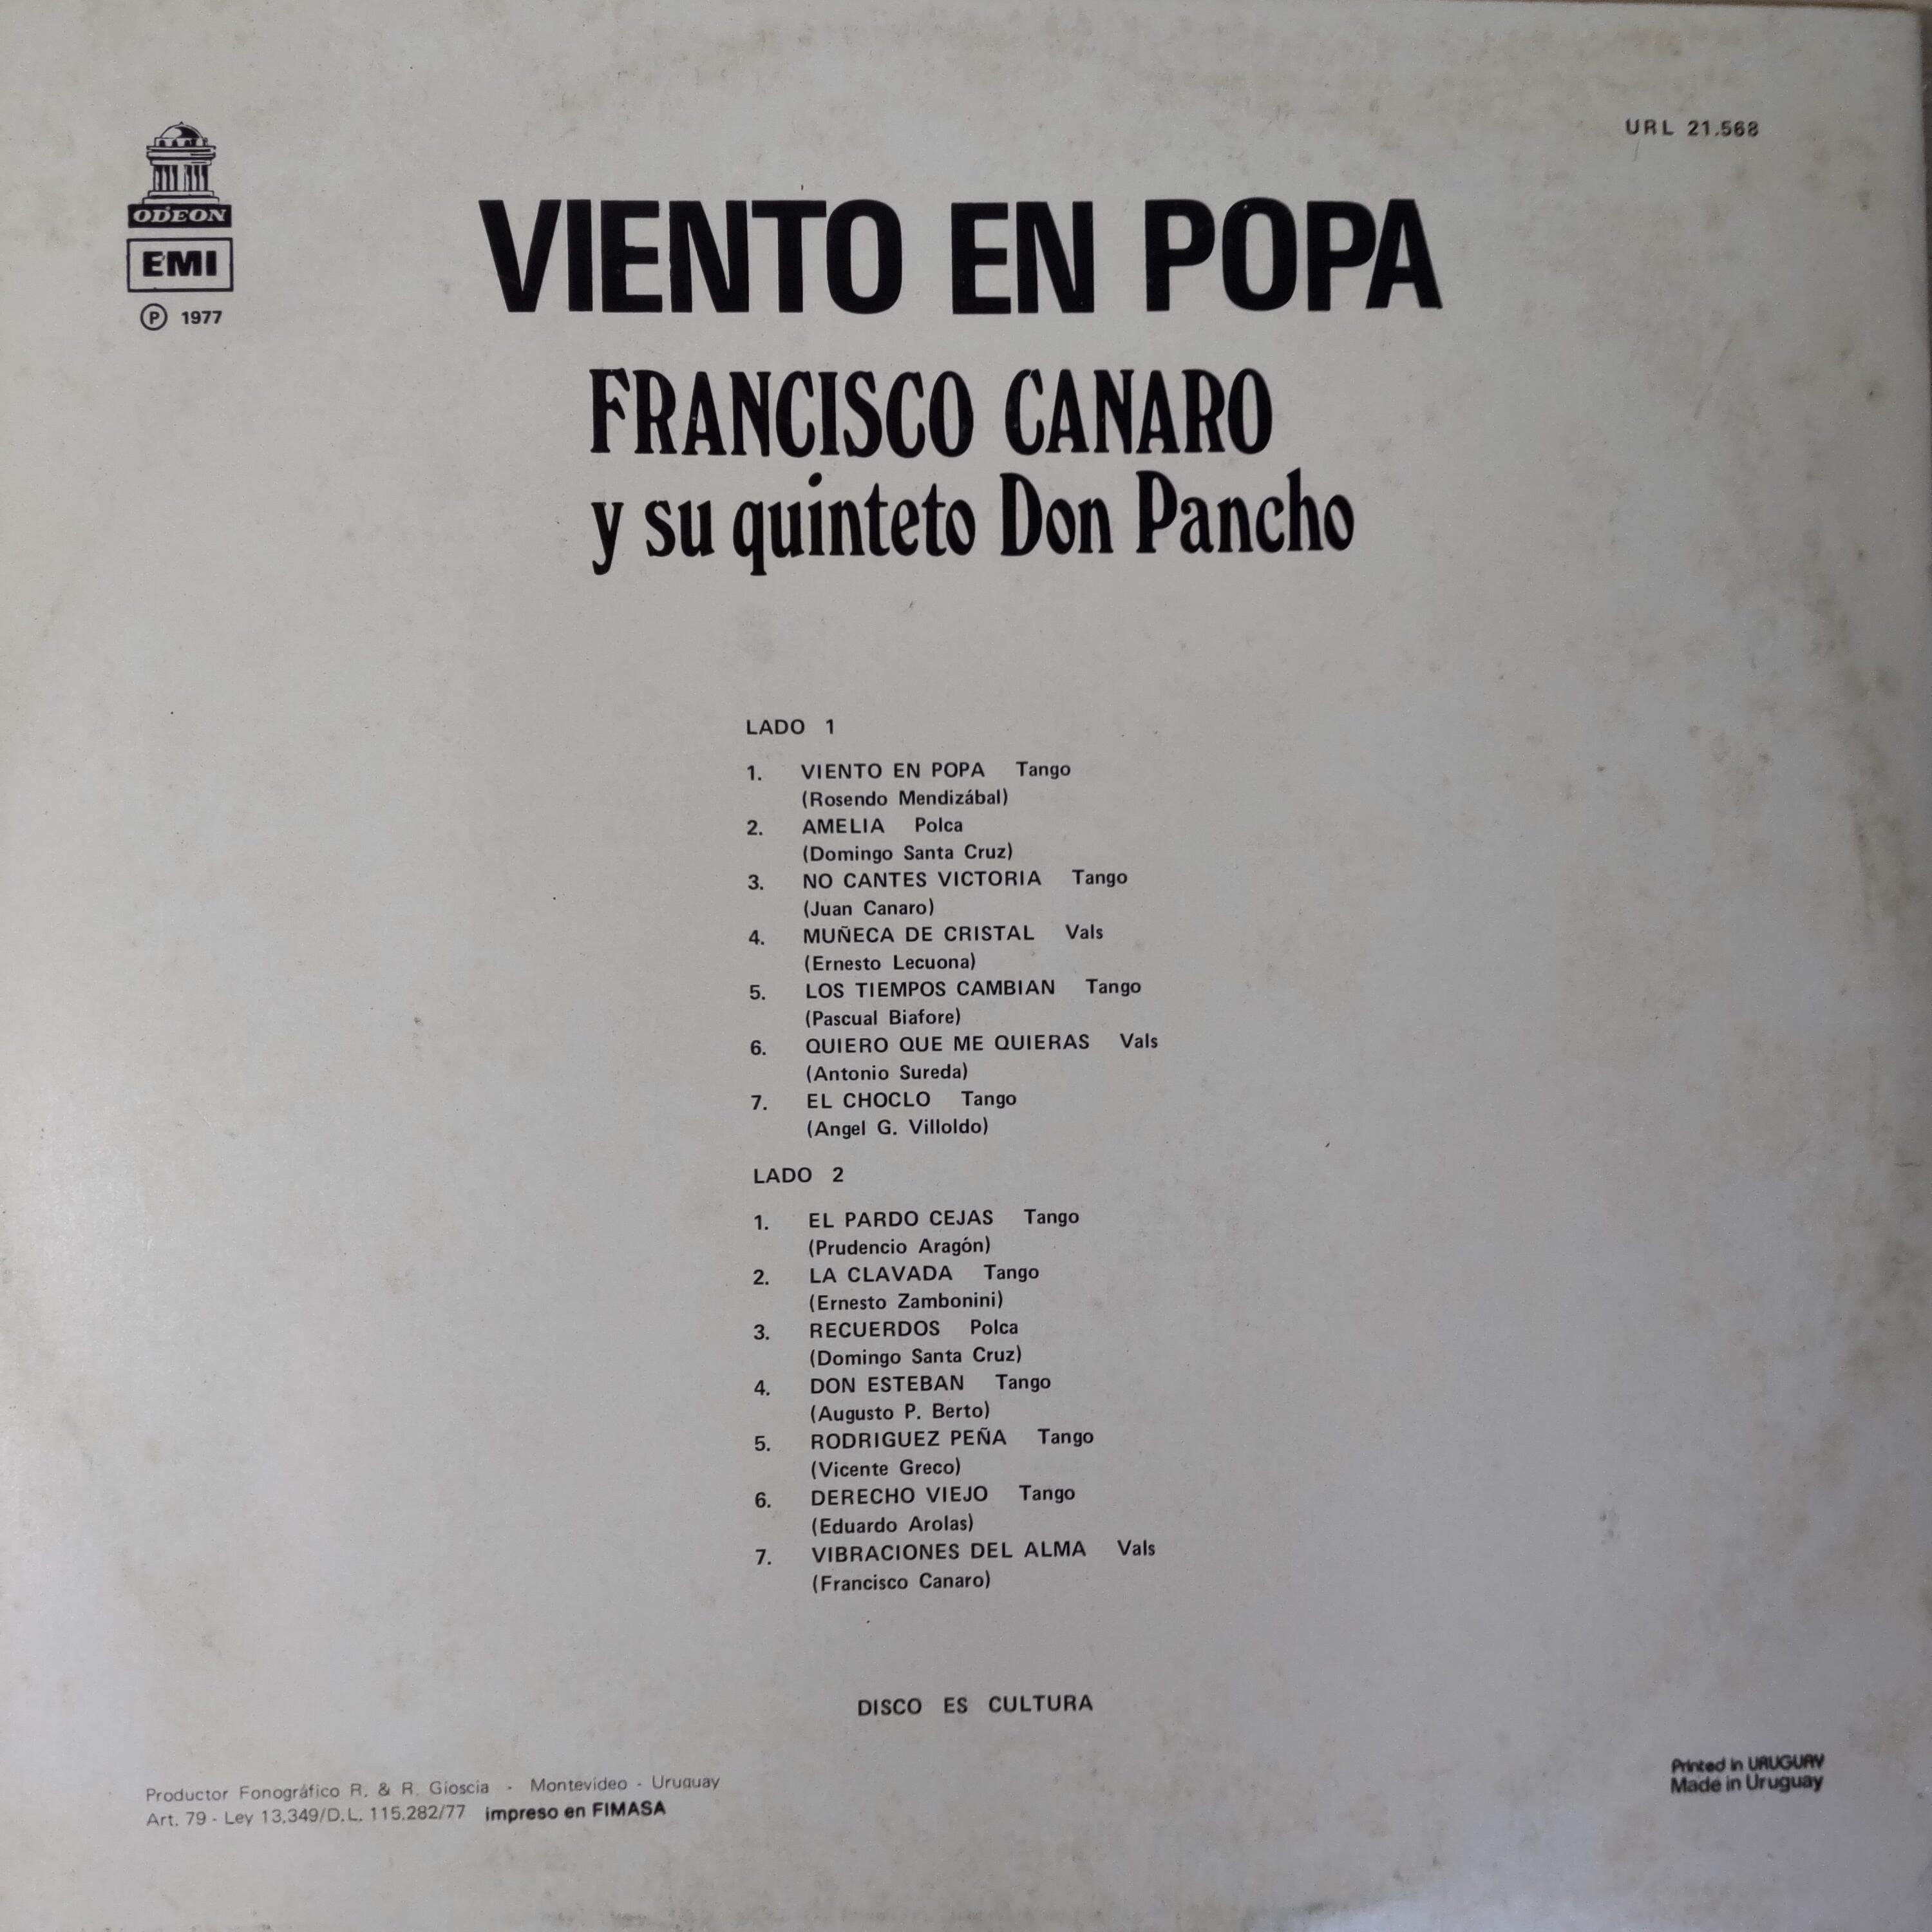 URL 21.568
ODEON
EMI
Ⓟ 1977
VIENTO EN POPA
FRANCISCO CANARO
y su quinteto Don Pancho
LADO 1
1. VIENTO EN POPA Tango
(Rosendo Mendizábal)
2. AMELIA Polca
(Domingo Santa Cruz)
3. NO CANTES VICTORIA Tango
(Juan Canaro)
4. MUÑECA DE CRISTAL Vals
(Ernesto Lecuona)
5. LOS TIEMPOS CAMBIAN Tango
(Pascual Biafore)
6. QUIERO QUE ME QUIERAS Vals
(Antonio Sureda)
7. EL CHOCLO Tango
(Angel G. Villoldo)
LADO 2
1. EL PARDO CEJAS Tango
(Prudencio Aragón)
2. LA CLAVADA Tango
(Ernesto Zambonini)
3. RECUERDOS Polca
(Domingo Santa Cruz)
4. DON ESTEBAN Tango
(Augusto P. Berto)
5. RODRIGUEZ PEÑA Tango
(Vicente Greco)
6. DERECHO VIEJO Tango
(Eduardo Arolas)
7. VIBRACIONES DEL ALMA Vals
(Francisco Canaro)
DISCO ES CULTURA
Productor Fonográfico R. & R. Gioscia - Montevideo - Uruguay
Art. 79 - Ley 13.349/D.L. 115.282/77 impreso en FIMASA
Printed in URUGUAY
Made in Uruguay